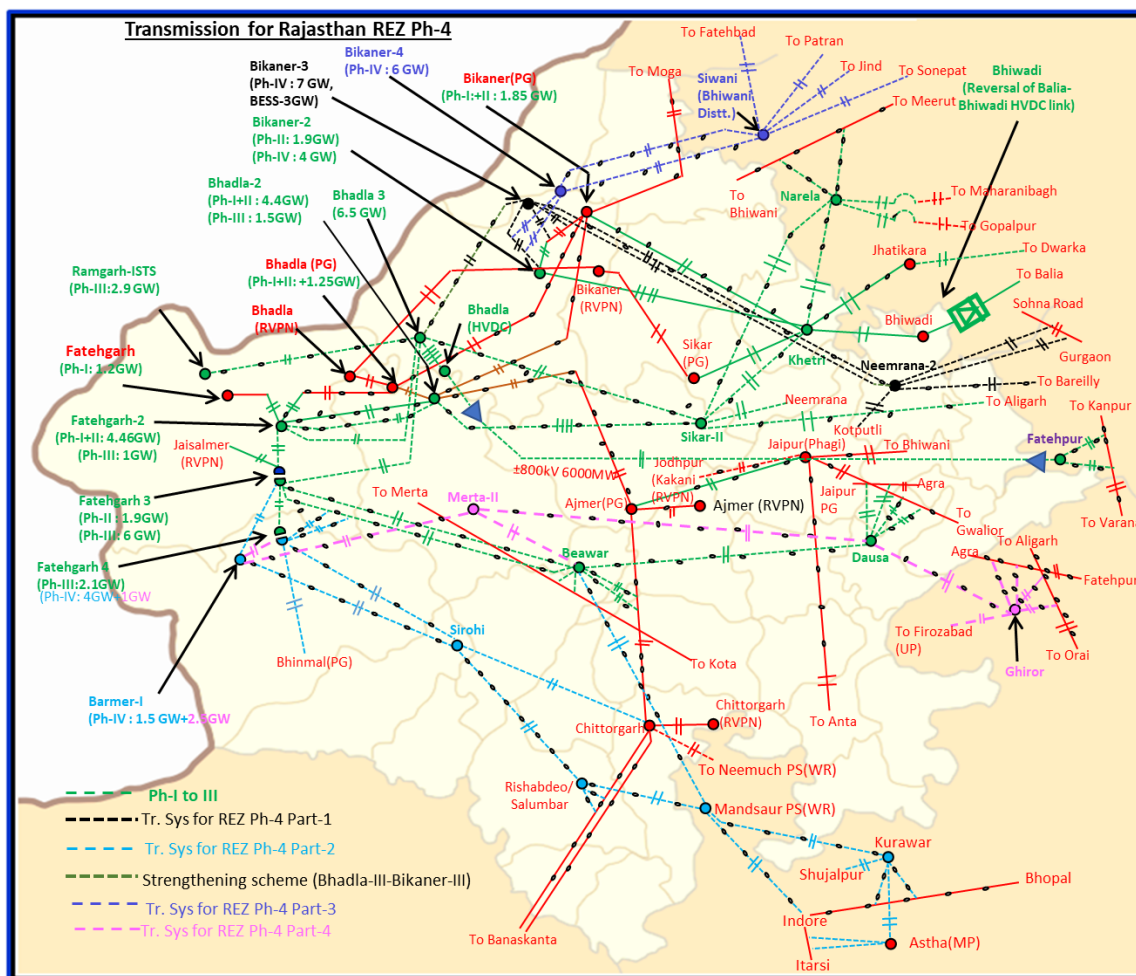 Transmission for Rajasthan REZ Ph-4
Bikaner-3
(Ph-IV : 7 GW,
BESS-3GW)
Bikaner-4
(Ph-IV : 6 GW)
Bikaner(PG)
(Ph-I:+II : 1.85 GW)
To Moga
To Fatehbad
To Patran
To Jind
To Sonepat
Siwani
(Bhiwani
Distt.)
To Meerut
Bhiwadi
(Reversal of Balia-
Bhiwadi HVDC link)
Bikaner-2
(Ph-II: 1.9GW)
(Ph-IV : 4 GW)
Bhadla-2
(Ph-I+II : 4.4GW)
(Ph-III : 1.5GW)
Bhadla 3
(6.5 GW)
To
Bhiwani
Narela
To Maharanibagh
To Gopalpur
Jhatikara
To Dwarka
To Balia
Ramgarh-ISTS
(Ph-III:2.9 GW)
Bhadla (PG)
(Ph-I+II: +1.25GW)
Bhadla
(RVPN)
Bhadla
(HVDC)
Bikaner
(RVPN)
Sikar
(PG)
Khetri
Bhiwadi
Sohna Road
Gurgaon
Fatehgarh
(Ph-I: 1.2GW)
Neemrana-2
To Bareilly
Fatehgarh-2
(Ph-I+II: 4.46GW)
(Ph-III: 1GW)
Sikar-II
Neemrana
Kotputli
To Aligarh
To Kanpur
Jaisalmer
(RVPN)
±800kV 6000MW
Jodhpur
(Kakani
(RVPN)
Jaipur(Phagi)
To Bhiwani
Fatehpur
Fatehgarh 3
(Ph-II : 1.9GW)
(Ph-III: 6 GW)
To Merta
Merta-II
Ajmer(PG)
Ajmer (RVPN)
Jaipur
PG
Agra
To
Gwalior
To Varana
Fatehgarh 4
(Ph-III:2.1GW)
(Ph-IV: 4GW+1GW)
Beawar
Dausa
To Aligarh
Agra
Fatehpur
Bhinmal(PG)
Sirohi
To Kota
To Firozabad
(UP)
To Orai
Ghiror
Barmer-I
(Ph-IV : 1.5 GW+2.5GW
Chittorgarh
Chittorgarh
(RVPN)
To Anta
To Neemuch PS(WR)
Rishabdeo/
Salumbar
Mandsaur PS(WR)
Ph-I to III
Tr. Sys for REZ Ph-4 Part-1
Tr. Sys for REZ Ph-4 Part-2
Strengthening scheme (Bhadla-III-Bikaner-III)
Tr. Sys for REZ Ph-4 Part-3
Tr. Sys for REZ Ph-4 Part-4
Kurawar
Shujalpur
Bhopal
Indore
To Banaskanta
Itarsi
Astha(MP)